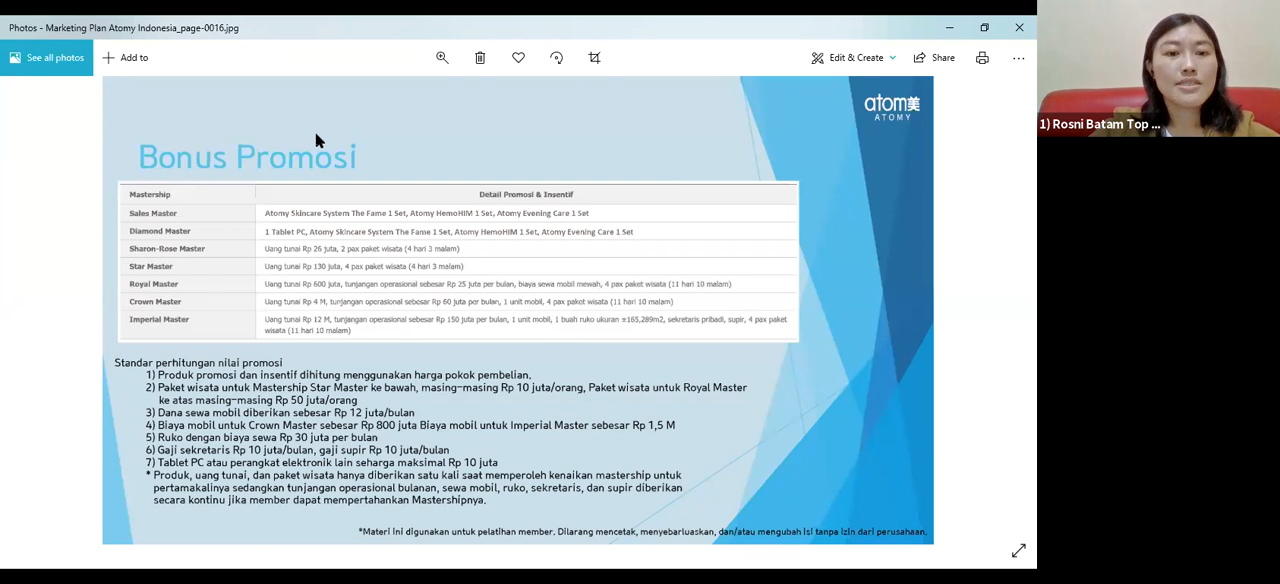 Photos - Marketing Plan Atomy Indonesia_page-0016.jpg
See all photos
Add to
Edit & Create
Share
atom美
ATOMY
1) Rosni Batam Top ...
Bonus Promosi
Mastership Detail Promosi & Insentif
Sales Master Atomy Skincare System The Fame 1 Set, Atomy HemoHIM 1 Set, Atomy Evening Care 1 Set
Diamond Master 1 Tablet PC, Atomy Skincare System The Fame 1 Set, Atomy HemoHIM 1 Set, Atomy Evening Care 1 Set
Sharon-Rose Master Uang tunai Rp 26 juta, 2 pax paket wisata (4 hari 3 malam)
Star Master Uang tunai Rp 130 juta, 4 pax paket wisata (4 hari 3 malam)
Royal Master Uang tunai Rp 600 juta, tunjangan operasional sebesar Rp 25 juta per bulan, biaya sewa mobil mewah, 4 pax paket wisata (11 hari 10 malam)
Crown Master Uang tunai Rp 4 M, tunjangan operasional sebesar Rp 60 juta per bulan, 1 unit mobil, 4 pax paket wisata (11 hari 10 malam)
Imperial Master Uang tunai Rp 12 M, tunjangan operasional sebesar Rp 150 juta per bulan, 1 unit mobil, 1 buah ruko ukuran ±165,289m2, sekretaris pribadi, supir, 4 pax paket
wisata (11 hari 10 malam)
Standar perhitungan nilai promosi
1) Produk promosi dan insentif dihitung menggunakan harga pokok pembelian.
2) Paket wisata untuk Mastership Star Master ke bawah, masing-masing Rp 10 juta/orang, Paket wisata untuk Royal Master
ke atas masing-masing Rp 50 juta/orang
3) Dana sewa mobil diberikan sebesar Rp 12 juta/bulan
4) Biaya mobil untuk Crown Master sebesar Rp 800 juta Biaya mobil untuk Imperial Master sebesar Rp 1,5 M
5) Ruko dengan biaya sewa Rp 30 juta per bulan
6) Gaji sekretaris Rp 10 juta/bulan, gaji supir Rp 10 juta/bulan
7) Tablet PC atau perangkat elektronik lain seharga maksimal Rp 10 juta
* Produk, uang tunai, dan paket wisata hanya diberikan satu kali saat memperoleh kenaikan mastership untuk
pertamakalinya sedangkan tunjangan operasional bulanan, sewa mobil, ruko, sekretaris, dan supir diberikan
secara kontinu jika member dapat mempertahankan Mastershipnya.
*Materi ini digunakan untuk pelatihan member. Dilarang mencetak, menyebarluaskan, dan/atau mengubah isi tanpa izin dari perusahaan.